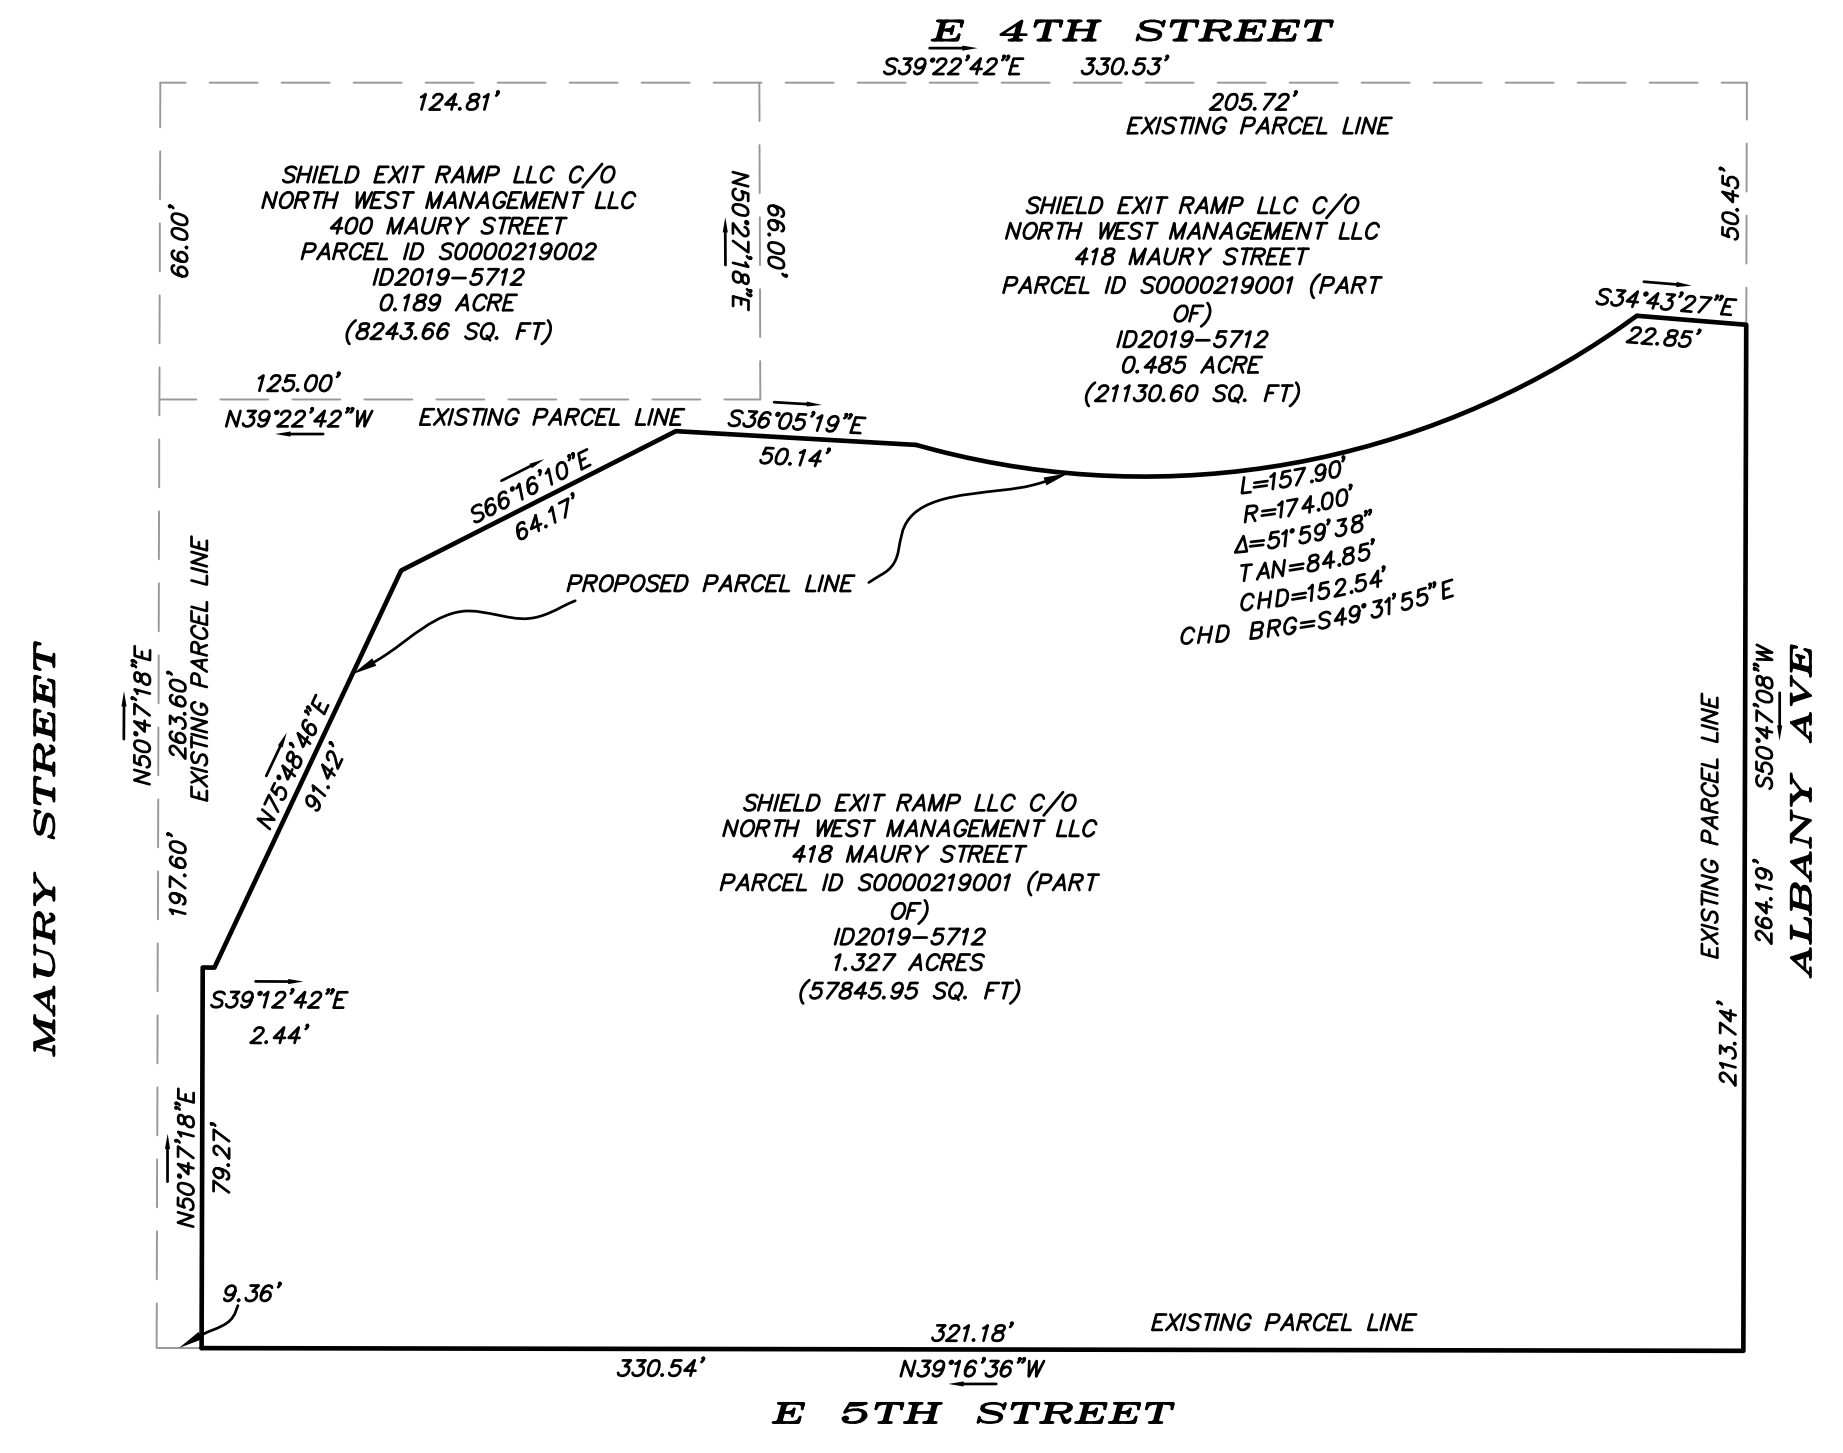 E 4TH STREET
S39°22'42"E 330.53'
124.81'
205.72'
EXISTING PARCEL LINE
SHIELD EXIT RAMP LLC C/O
NORTH WEST MANAGEMENT LLC
400 MAURY STREET
PARCEL ID S0000219002
ID2019-5712
0.189 ACRE
(8243.66 SQ. FT)
66.00'
N50°27'18"E
66.00'
SHIELD EXIT RAMP LLC C/O
NORTH WEST MANAGEMENT LLC
418 MAURY STREET
PARCEL ID S0000219001 (PART
OF)
ID2019-5712
0.485 ACRE
(21130.60 SQ. FT)
50.45'
S34°43'27"E
22.85'
125.00'
N39°22'42"W
EXISTING PARCEL LINE
S36°05'19"E
50.14'
S66°16'10"E
64.17'
L=157.90'
R=174.00'
Δ=51°59'38"
TAN=84.85'
CHD=152.54'
CHD BRG=S49°31'55"E
PROPOSED PARCEL LINE
MAURY STREET
N50°47'18"E
263.60'
EXISTING PARCEL LINE
197.60'
N75°48'46"E
91.42'
S39°12'42"E
2.44'
SHIELD EXIT RAMP LLC C/O
NORTH WEST MANAGEMENT LLC
418 MAURY STREET
PARCEL ID S0000219001 (PART
OF)
ID2019-5712
1.327 ACRES
(57845.95 SQ. FT)
EXISTING PARCEL LINE
S50°47'08"W
264.19'
ALBANY AVE
213.74'
N50°47'18"E
79.27'
9.36'
321.18'
EXISTING PARCEL LINE
330.54'
N39°16'36"W
E 5TH STREET